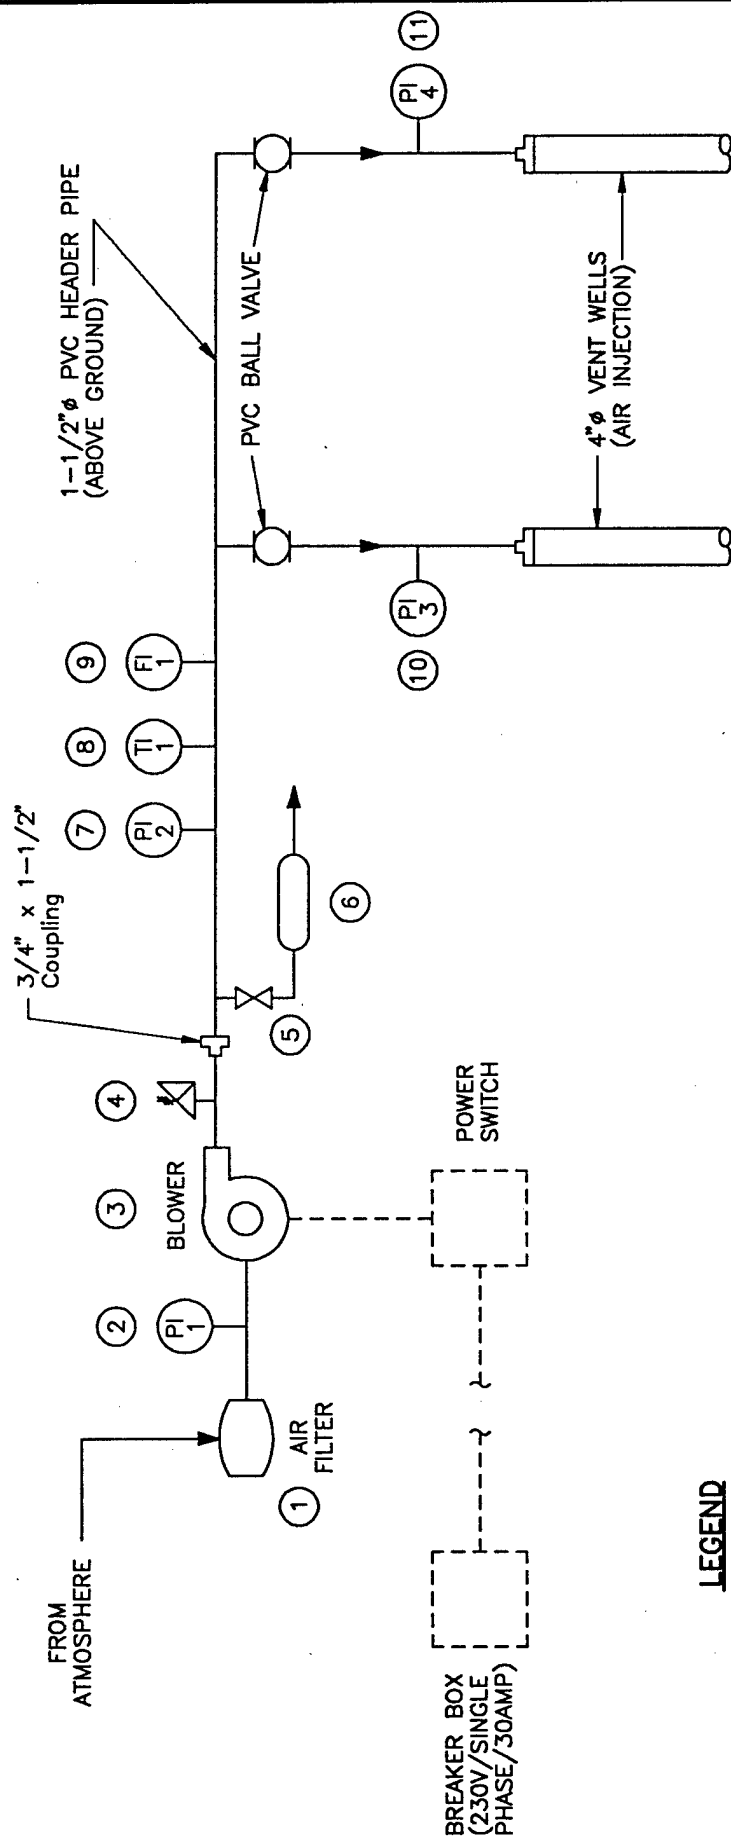 FROM
ATMOSPHERE
1
AIR
FILTER
2
PI
1
3
BLOWER
4
3/4" x 1-1/2"
Coupling
5
6
7
PI
2
8
TI
1
9
FI
1
1-1/2"ø PVC HEADER PIPE
(ABOVE GROUND)
PVC BALL VALVE
10
PI
3
11
PI
4
4"ø VENT WELLS
(AIR INJECTION)
BREAKER BOX
(230V/SINGLE
PHASE/30AMP)
POWER
SWITCH
LEGEND